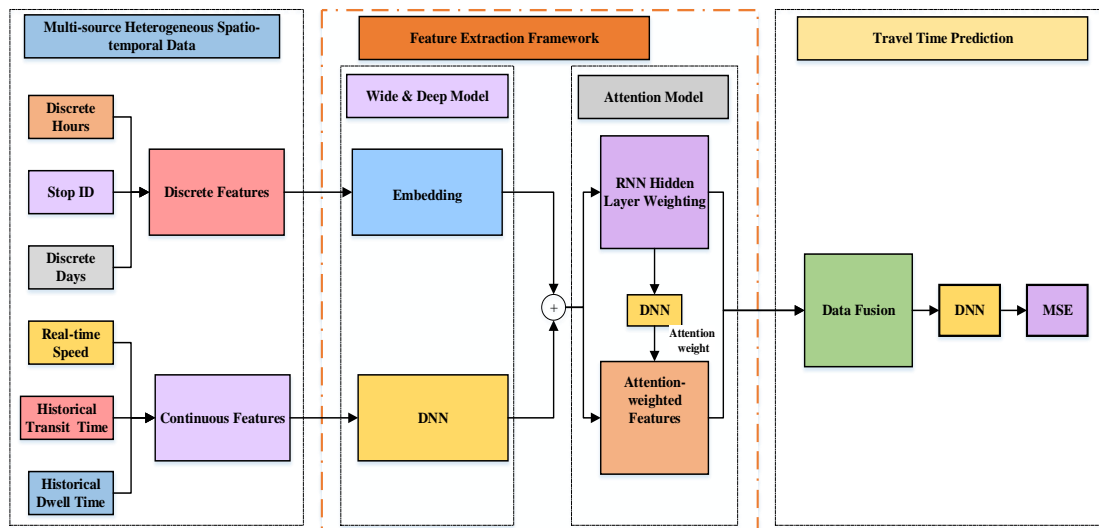 Multi-source Heterogeneous Spatio-
temporal Data
Discrete
Hours
Stop ID
Discrete
Days
Discrete Features
Real-time
Speed
Historical
Transit Time
Historical
Dwell Time
Continuous Features
Feature Extraction Framework
Wide & Deep Model
Embedding
DNN
+
Attention Model
RNN Hidden
Layer Weighting
DNN
Attention
weight
Attention-
weighted
Features
Travel Time Prediction
Data Fusion
DNN
MSE